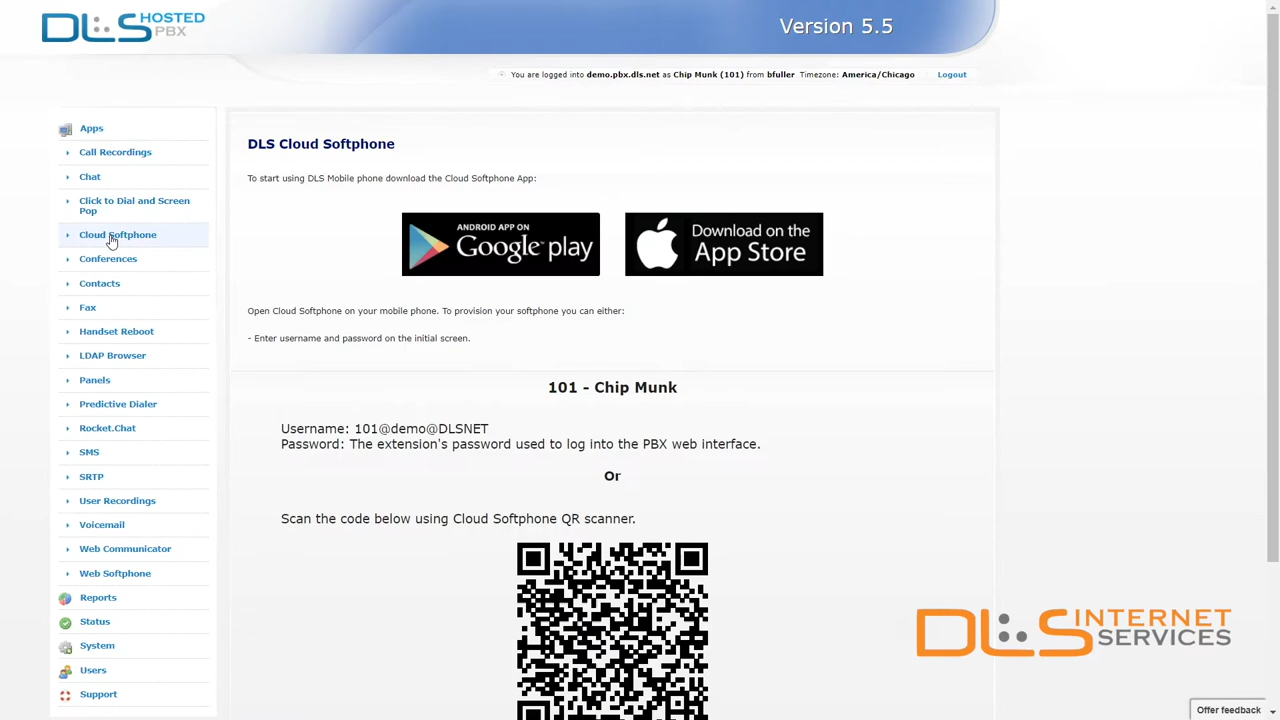 DLS HOSTED PBX
Version 5.5
You are logged into demo.pbx.dls.net as Chip Munk (101) from bfuller Timezone: America/Chicago Logout
Apps
Call Recordings
Chat
Click to Dial and Screen
Pop
Cloud Softphone
Conferences
Contacts
Fax
Handset Reboot
LDAP Browser
Panels
Predictive Dialer
Rocket.Chat
SMS
SRTP
User Recordings
Voicemail
Web Communicator
Web Softphone
Reports
Status
System
Users
Support
DLS Cloud Softphone
To start using DLS Mobile phone download the Cloud Softphone App:
ANDROID APP ON
Google play
Download on the
App Store
Open Cloud Softphone on your mobile phone. To provision your softphone you can either:
- Enter username and password on the initial screen.
101 - Chip Munk
Username: 101@demo@DLSNET
Password: The extension's password used to log into the PBX web interface.
Or
Scan the code below using Cloud Softphone QR scanner.
DLS INTERNET
SERVICES
Offer feedback